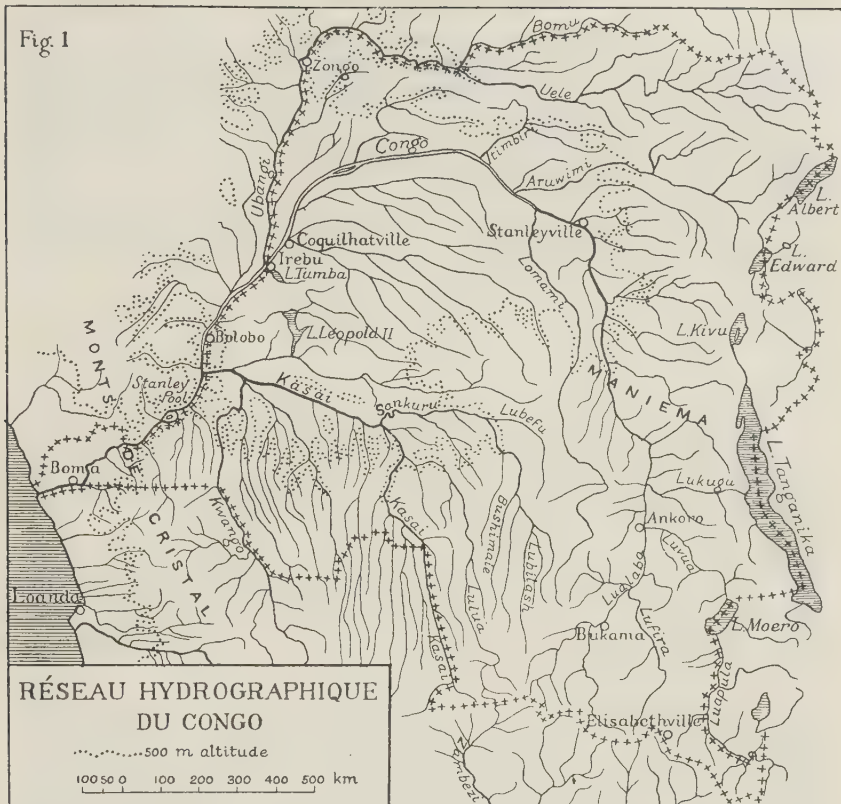 Fig. 1
Bomu
Zongo
Uele
Congo
Itimbiri
Ubangi
Aruwimi
L. Albert
Stanleyville
Coquilhatville
L. Edward
Irebu
L. Tumba
Lomami
Bolobo
L. Léopold II
L. Kivu
MONTS DE CRISTAL
Stanley Pool
Kasai
MANIEMA
Sankuru
Lubefu
L. Tanganika
Boma
Lukugu
Kwango
Kasai
Bushimaie
Ankoro
Lubilash
Luvua
Lualaba
Loanda
Lulua
Lufira
Bukama
L. Moero
Kasai
Luapula
Elisabethville
Zambezi
RÉSEAU HYDROGRAPHIQUE
DU CONGO
500 m altitude
100 50 0 100 200 300 400 500 km